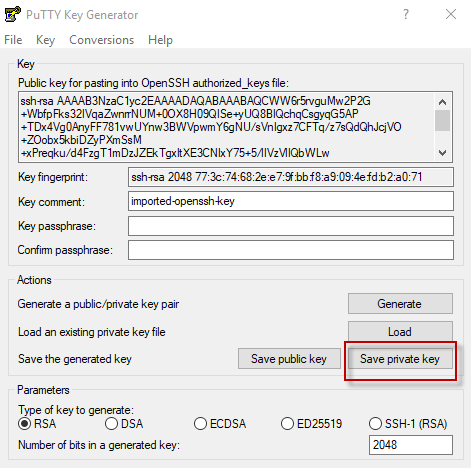 PuTTY Key Generator
File Key Conversions Help
Key
Public key for pasting into OpenSSH authorized_keys file:
ssh-rsa AAAAB3NzaC1yc2EAAAADAQABAAABAQCWW6r5rvguMw2P2G
+WbfpFks32IVqaZwnrrNUM+0OX8H09QISe+yUQ8BlQchqCsgyqG5AP
+TDx4Vg0AnyFF781vwUYnw3BWVpwmY6gNU/sVnIgxz7CFTq/z7sQdQhJcjVO
+ZOobx5kbiDZyPXmSsM
+xPreqku/d4FzgT1mDzJZEkTgxItXE3CNIxY75+5/IIVzVlIQbWLw
Key fingerprint: ssh-rsa 2048 77:3c:74:68:2e:e7:9f:bb:f8:a9:09:4e:fd:b2:a0:71
Key comment: imported-openssh-key
Key passphrase:
Confirm passphrase:
Actions
Generate a public/private key pair Generate
Load an existing private key file Load
Save the generated key Save public key Save private key
Parameters
Type of key to generate:
RSA DSA ECDSA ED25519 SSH-1 (RSA)
Number of bits in a generated key: 2048